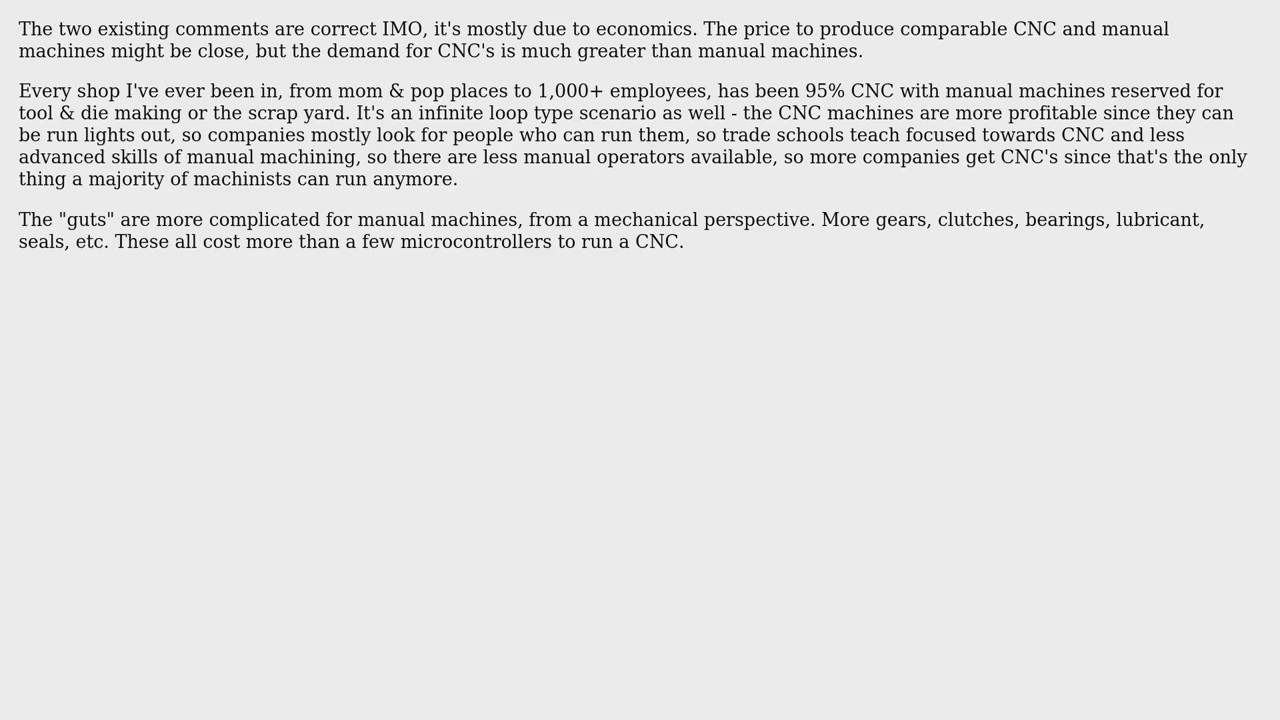 The two existing comments are correct IMO, it's mostly due to economics. The price to produce comparable CNC and manual
machines might be close, but the demand for CNC's is much greater than manual machines.
Every shop I've ever been in, from mom & pop places to 1,000+ employees, has been 95% CNC with manual machines reserved for
tool & die making or the scrap yard. It's an infinite loop type scenario as well - the CNC machines are more profitable since they can
be run lights out, so companies mostly look for people who can run them, so trade schools teach focused towards CNC and less
advanced skills of manual machining, so there are less manual operators available, so more companies get CNC's since that's the only
thing a majority of machinists can run anymore.
The "guts" are more complicated for manual machines, from a mechanical perspective. More gears, clutches, bearings, lubricant,
seals, etc. These all cost more than a few microcontrollers to run a CNC.